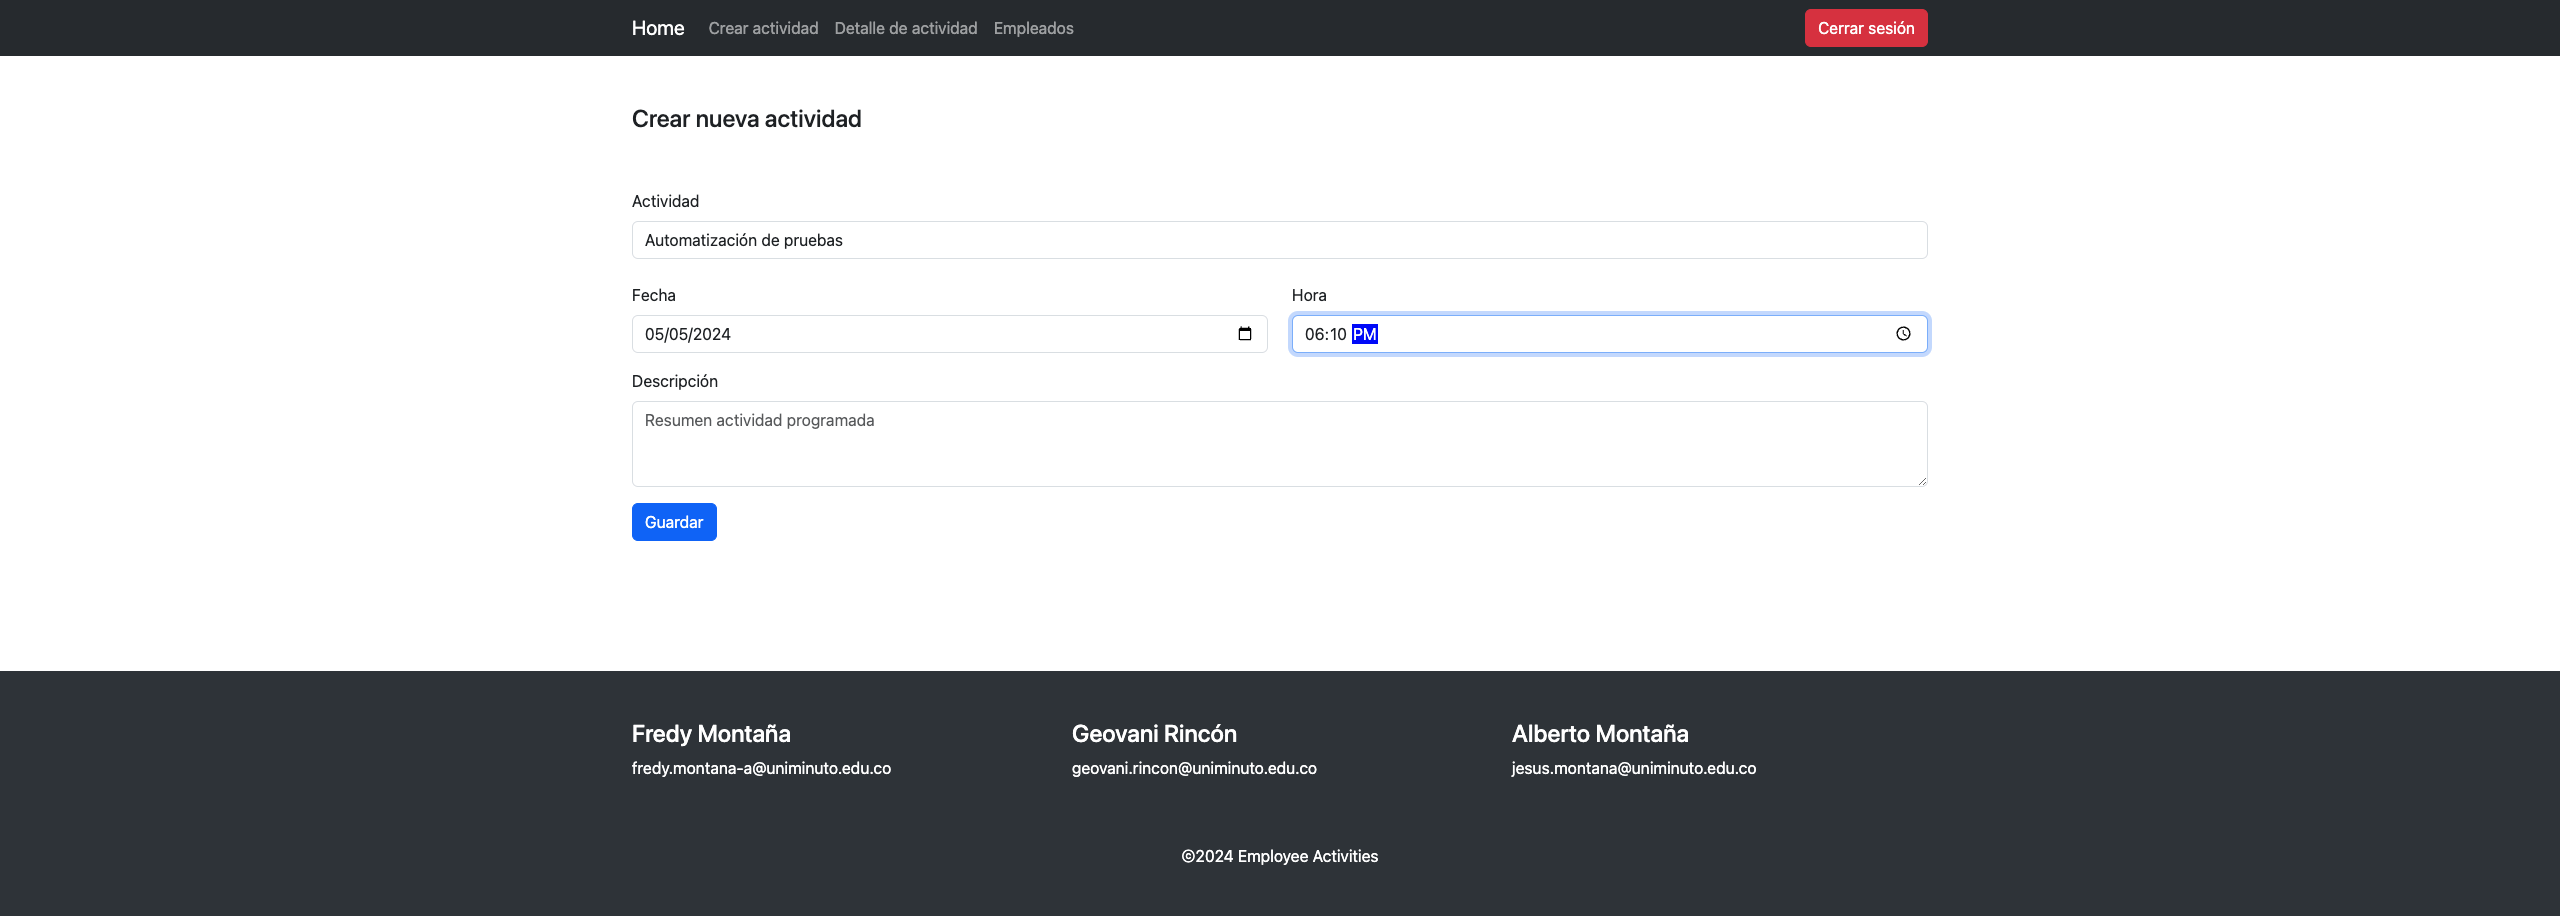 Home Crear actividad Detalle de actividad Empleados Cerrar sesión
Crear nueva actividad
Actividad
Automatización de pruebas
Fecha Hora
05/05/2024 06:10 PM
Descripción
Resumen actividad programada
Guardar
Fredy Montaña Geovani Rincón Alberto Montaña
fredy.montana-a@uniminuto.edu.co geovani.rincon@uniminuto.edu.co jesus.montana@uniminuto.edu.co
©2024 Employee Activities